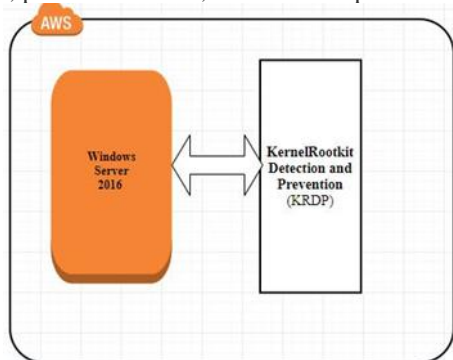 AWS
Windows
Server
2016
KernelRootkit
Detection and
Prevention
(KRDP)